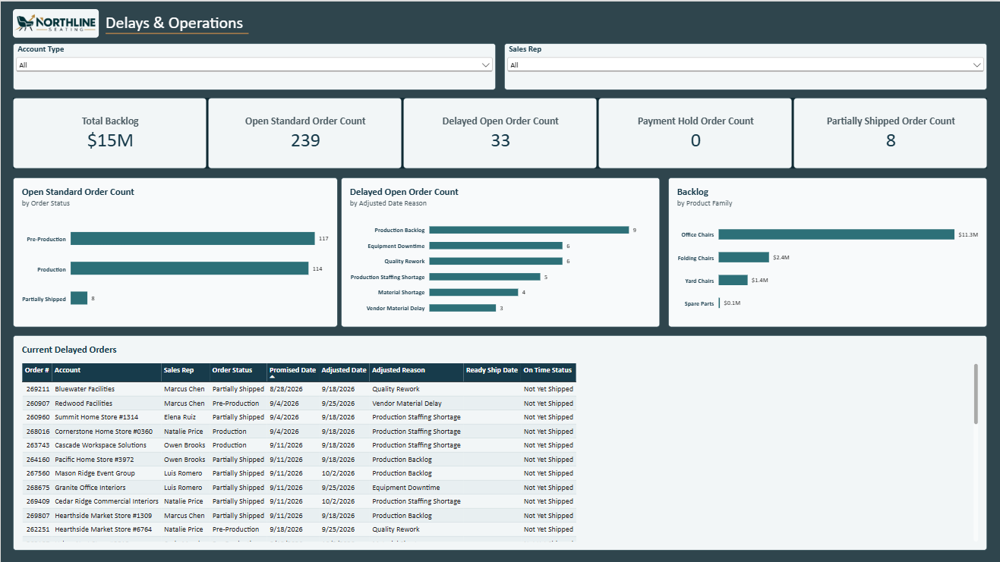 NORTHLINE
SEATING
Delays & Operations
Account Type
All
Sales Rep
All
Total Backlog
$15M
Open Standard Order Count
239
Delayed Open Order Count
33
Payment Hold Order Count
0
Partially Shipped Order Count
8
Open Standard Order Count
by Order Status
Pre-Production 117
Production 114
Partially Shipped 8
Delayed Open Order Count
by Adjusted Date Reason
Production Backlog 9
Equipment Downtime 6
Quality Rework 6
Production Staffing Shortage 5
Material Shortage 4
Vendor Material Delay 3
Backlog
by Product Family
Office Chairs $11.3M
Folding Chairs $2.4M
Yard Chairs $1.4M
Spare Parts $0.1M
Current Delayed Orders
Order # Account Sales Rep Order Status Promised Date Adjusted Date Adjusted Reason Ready Ship Date On Time Status
269211 Bluewater Facilities Marcus Chen Partially Shipped 8/28/2026 9/18/2026 Quality Rework Not Yet Shipped
260907 Redwood Facilities Marcus Chen Pre-Production 9/4/2026 9/25/2026 Vendor Material Delay Not Yet Shipped
260960 Summit Home Store #1314 Elena Ruiz Partially Shipped 9/4/2026 9/18/2026 Production Staffing Shortage Not Yet Shipped
268016 Cornerstone Home Store #0360 Natalie Price Production 9/4/2026 9/18/2026 Production Staffing Shortage Not Yet Shipped
263743 Cascade Workspace Solutions Owen Brooks Production 9/11/2026 9/18/2026 Production Staffing Shortage Not Yet Shipped
264160 Pacific Home Store #3972 Owen Brooks Partially Shipped 9/11/2026 9/18/2026 Production Backlog Not Yet Shipped
267560 Mason Ridge Event Group Luis Romero Partially Shipped 9/11/2026 10/2/2026 Production Backlog Not Yet Shipped
268675 Granite Office Interiors Luis Romero Partially Shipped 9/11/2026 9/25/2026 Equipment Downtime Not Yet Shipped
269409 Cedar Ridge Commercial Interiors Natalie Price Partially Shipped 9/11/2026 10/2/2026 Production Staffing Shortage Not Yet Shipped
269807 Hearthside Market Store #1309 Marcus Chen Partially Shipped 9/11/2026 9/18/2026 Production Backlog Not Yet Shipped
262251 Hearthside Market Store #6764 Natalie Price Pre-Production 9/18/2026 9/25/2026 Quality Rework Not Yet Shipped